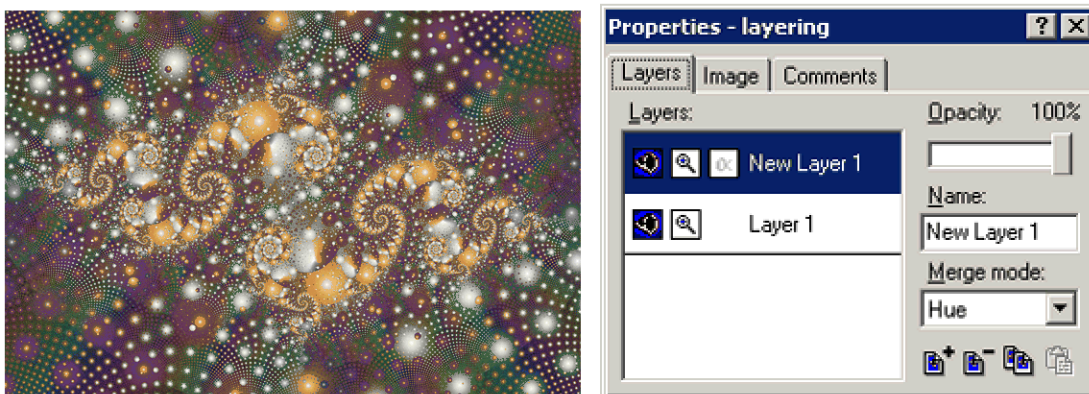 Properties - layering
Layers Image Comments
Layers:
Opacity: 100%
New Layer 1
Layer 1
Name:
New Layer 1
Merge mode:
Hue